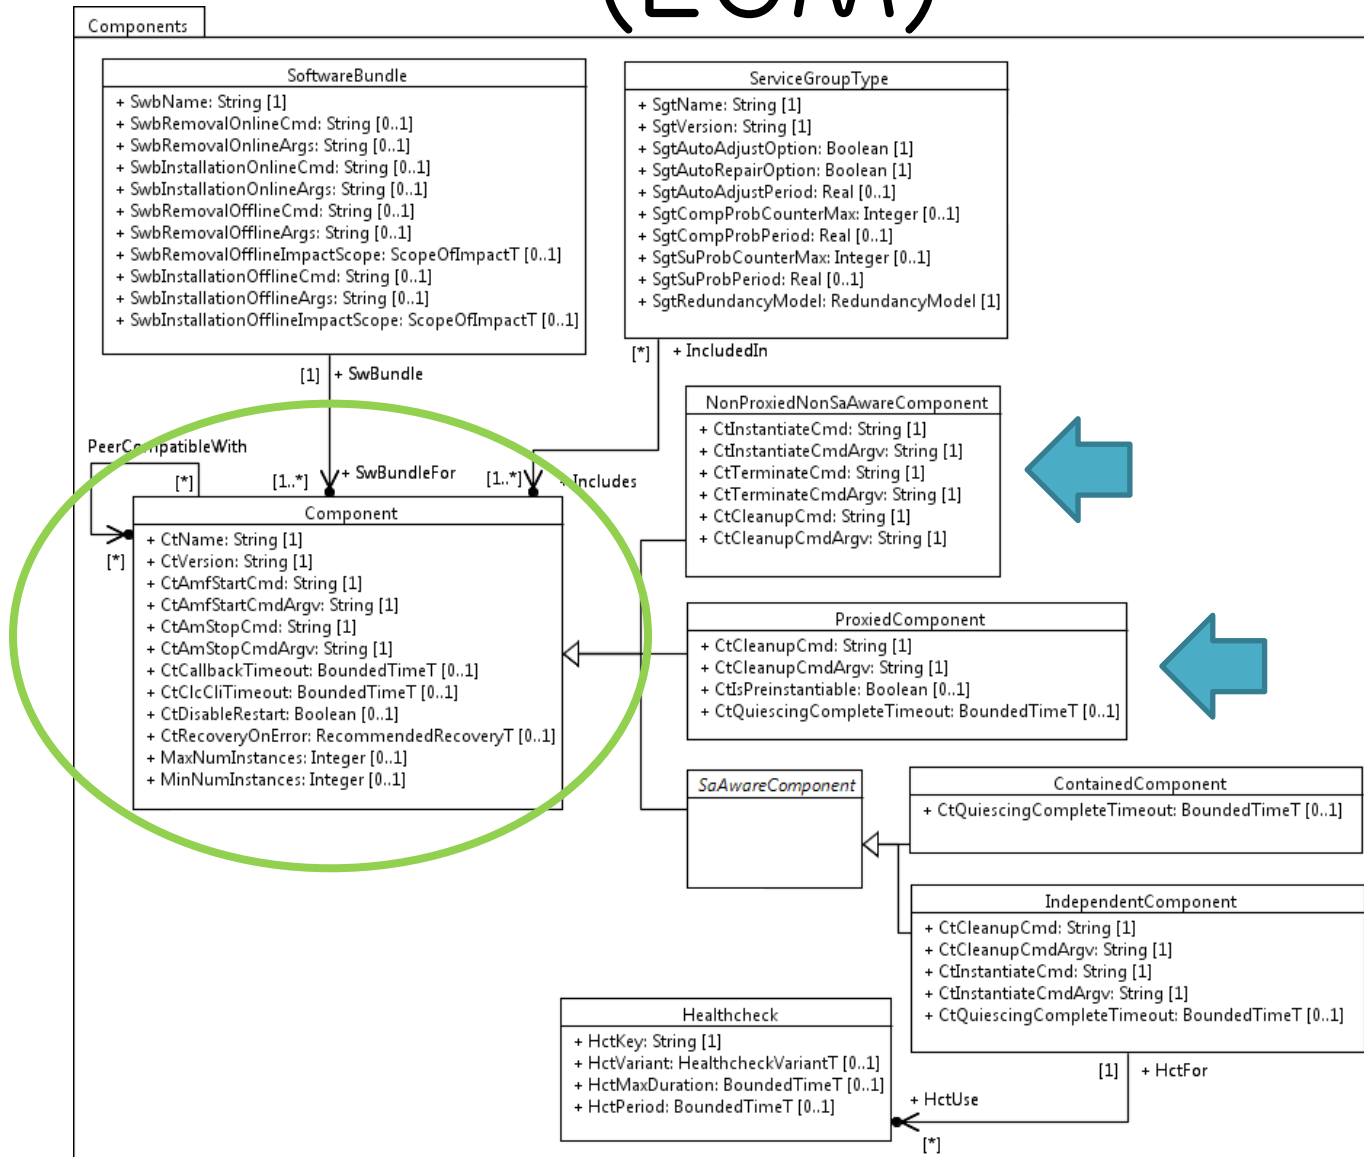 (ECM)
Components
SoftwareBundle
+ SwbName: String [1]
+ SwbRemovalOnlineCmd: String [0..1]
+ SwbRemovalOnlineArgs: String [0..1]
+ SwbInstallationOnlineCmd: String [0..1]
+ SwbInstallationOnlineArgs: String [0..1]
+ SwbRemovalOfflineCmd: String [0..1]
+ SwbRemovalOfflineArgs: String [0..1]
+ SwbRemovalOfflineImpactScope: ScopeOfImpactT [0..1]
+ SwbInstallationOfflineCmd: String [0..1]
+ SwbInstallationOfflineArgs: String [0..1]
+ SwbInstallationOfflineImpactScope: ScopeOfImpactT [0..1]
ServiceGroupType
+ SgtName: String [1]
+ SgtVersion: String [1]
+ SgtAutoAdjustOption: Boolean [1]
+ SgtAutoRepairOption: Boolean [1]
+ SgtAutoAdjustPeriod: Real [0..1]
+ SgtCompProbCounterMax: Integer [0..1]
+ SgtCompProbPeriod: Real [0..1]
+ SgtSuProbCounterMax: Integer [0..1]
+ SgtSuProbPeriod: Real [0..1]
+ SgtRedundancyModel: RedundancyModel [1]
[1] + SwBundle
[*] + IncludedIn
PeerCompatibleWith
[*]
[*]
[1..*] + SwBundleFor
[1..*] + Includes
Component
+ CtName: String [1]
+ CtVersion: String [1]
+ CtAmfStartCmd: String [1]
+ CtAmfStartCmdArgv: String [1]
+ CtAmStopCmd: String [1]
+ CtAmStopCmdArgv: String [1]
+ CtCallbackTimeout: BoundedTimeT [0..1]
+ CtClcCliTimeout: BoundedTimeT [0..1]
+ CtDisableRestart: Boolean [0..1]
+ CtRecoveryOnError: RecommendedRecoveryT [0..1]
+ MaxNumInstances: Integer [0..1]
+ MinNumInstances: Integer [0..1]
NonProxiedNonSaAwareComponent
+ CtInstantiateCmd: String [1]
+ CtInstantiateCmdArgv: String [1]
+ CtTerminateCmd: String [1]
+ CtTerminateCmdArgv: String [1]
+ CtCleanupCmd: String [1]
+ CtCleanupCmdArgv: String [1]
ProxiedComponent
+ CtCleanupCmd: String [1]
+ CtCleanupCmdArgv: String [1]
+ CtIsPreinstantiable: Boolean [0..1]
+ CtQuiescingCompleteTimeout: BoundedTimeT [0..1]
SaAwareComponent
ContainedComponent
+ CtQuiescingCompleteTimeout: BoundedTimeT [0..1]
IndependentComponent
+ CtCleanupCmd: String [1]
+ CtCleanupCmdArgv: String [1]
+ CtInstantiateCmd: String [1]
+ CtInstantiateCmdArgv: String [1]
+ CtQuiescingCompleteTimeout: BoundedTimeT [0..1]
Healthcheck
+ HctKey: String [1]
+ HctVariant: HealthcheckVariantT [0..1]
+ HctMaxDuration: BoundedTimeT [0..1]
+ HctPeriod: BoundedTimeT [0..1]
[1] + HctFor
+ HctUse
[*]